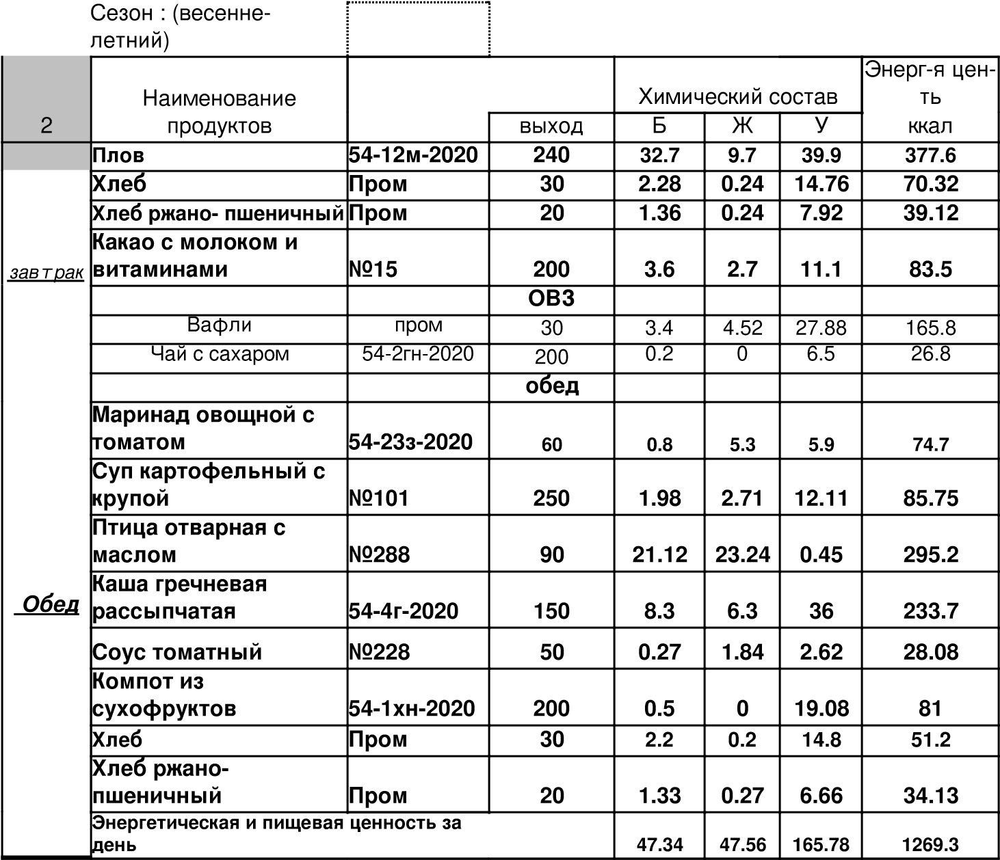 Сезон : (весенне-
летний)
Энерг-я цен-
Наименование Химический состав ть
2 продуктов выход Б Ж У ккал
Плов 54-12м-2020 240 32.7 9.7 39.9 377.6
Хлеб Пром 30 2.28 0.24 14.76 70.32
Хлеб ржано- пшеничный Пром 20 1.36 0.24 7.92 39.12
Какао с молоком и
завтрак витаминами №15 200 3.6 2.7 11.1 83.5
ОВЗ
Вафли пром 30 3.4 4.52 27.88 165.8
Чай с сахаром 54-2гн-2020 200 0.2 0 6.5 26.8
обед
Маринад овощной с
томатом 54-23з-2020 60 0.8 5.3 5.9 74.7
Суп картофельный с
крупой №101 250 1.98 2.71 12.11 85.75
Птица отварная с
маслом №288 90 21.12 23.24 0.45 295.2
Каша гречневая
Обед рассыпчатая 54-4г-2020 150 8.3 6.3 36 233.7
Соус томатный №228 50 0.27 1.84 2.62 28.08
Компот из
сухофруктов 54-1хн-2020 200 0.5 0 19.08 81
Хлеб Пром 30 2.2 0.2 14.8 51.2
Хлеб ржано-
пшеничный Пром 20 1.33 0.27 6.66 34.13
Энергетическая и пищевая ценность за
день 47.34 47.56 165.78 1269.3